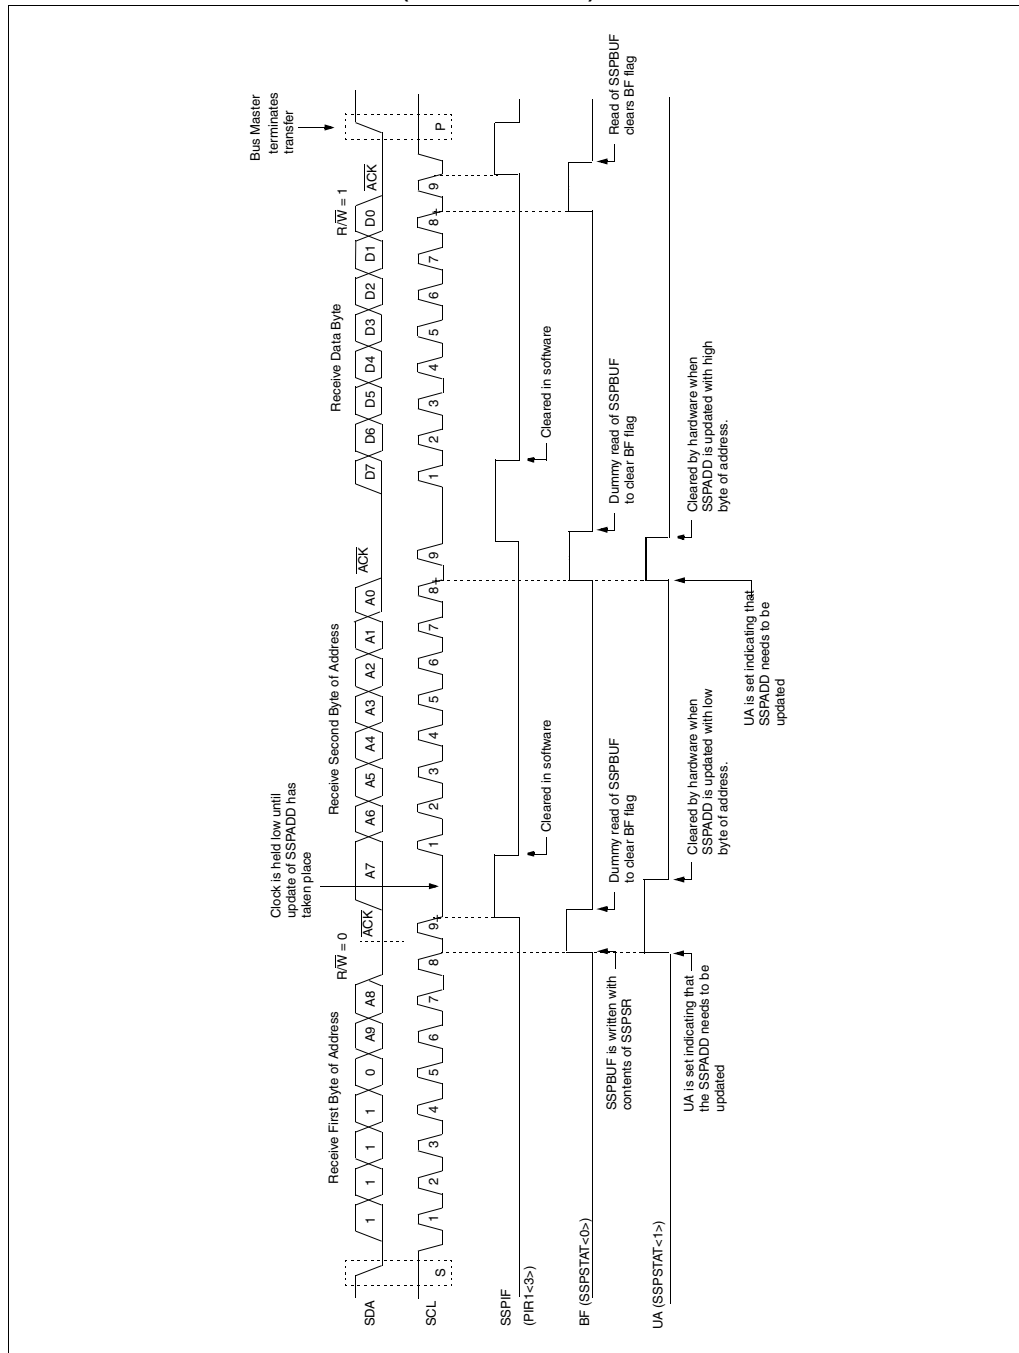 Bus Master
terminates
transfer
Clock is held low until
update of SSPADD has
taken place
Receive First Byte of Address
R/W = 0
Receive Second Byte of Address
Receive Data Byte
R/W = 1
SDA
1 1 1 1 0 A9 A8
ACK
A7 A6 A5 A4 A3 A2 A1 A0
ACK
D7 D6 D5 D4 D3 D2 D1 D0
ACK
SCL
S 1 2 3 4 5 6 7 8 9
1 2 3 4 5 6 7 8 9
1 2 3 4 5 6 7 8 9 P
SSPIF
(PIR1<3>)
Cleared in software
Cleared in software
BF (SSPSTAT<0>)
SSPBUF is written with
contents of SSPSR
Dummy read of SSPBUF
to clear BF flag
Dummy read of SSPBUF
to clear BF flag
Read of SSPBUF
clears BF flag
UA (SSPSTAT<1>)
UA is set indicating that
the SSPADD needs to be
updated
Cleared by hardware when
SSPADD is updated with low
byte of address.
UA is set indicating that
SSPADD needs to be
updated
Cleared by hardware when
SSPADD is updated with high
byte of address.